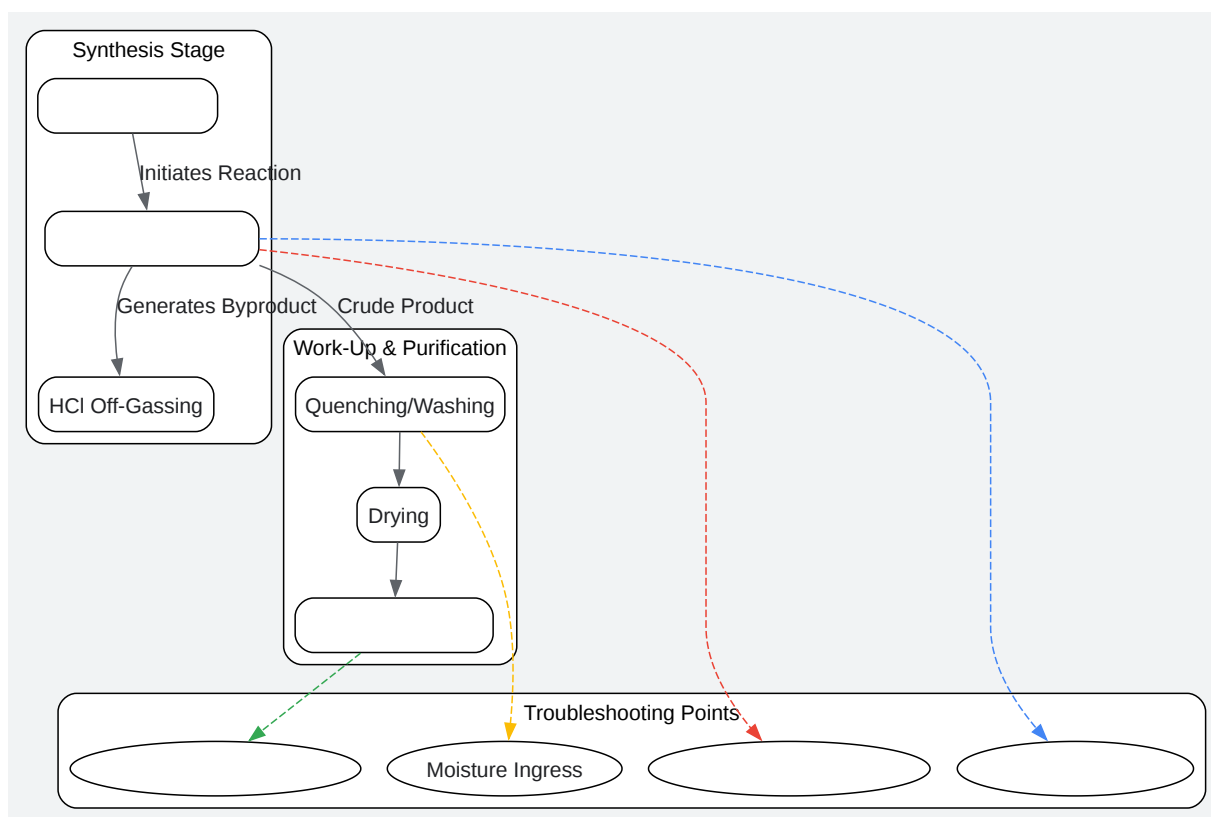 Synthesis Stage
Initiates Reaction
Generates Byproduct
Crude Product
HCl Off-Gassing
Work-Up & Purification
Quenching/Washing
Drying
Troubleshooting Points
Moisture Ingress